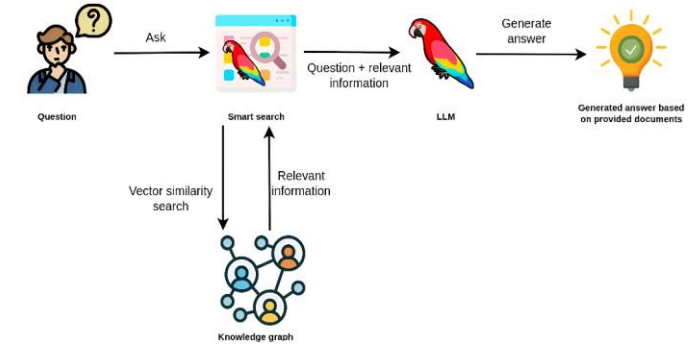 ?
Ask
Generate
answer
Question + relevant
information
Question
Smart search
LLM
Generated answer based
on provided documents
Vector similarity
search
Relevant
information
Knowledge graph